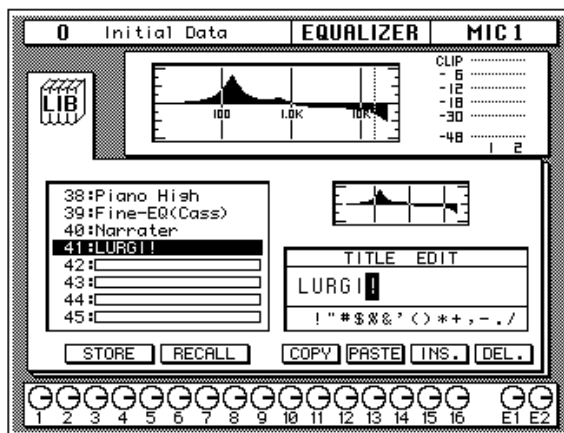 0 Initial Data EQUALIZER MIC1
CLIP
- 6
-12
-18
-30
-48
1 2
LIB
100 1.0K 10K
38:Piano High
39:Fine-EQ(Cass)
40:Narrater
41:LURGI!
42:
43:
44:
45:
TITLE EDIT
LURGI!
!"#$%&'()*+,-./
STORE RECALL COPY PASTE INS. DEL.
1 2 3 4 5 6 7 8 9 10 11 12 13 14 15 16 E1 E2